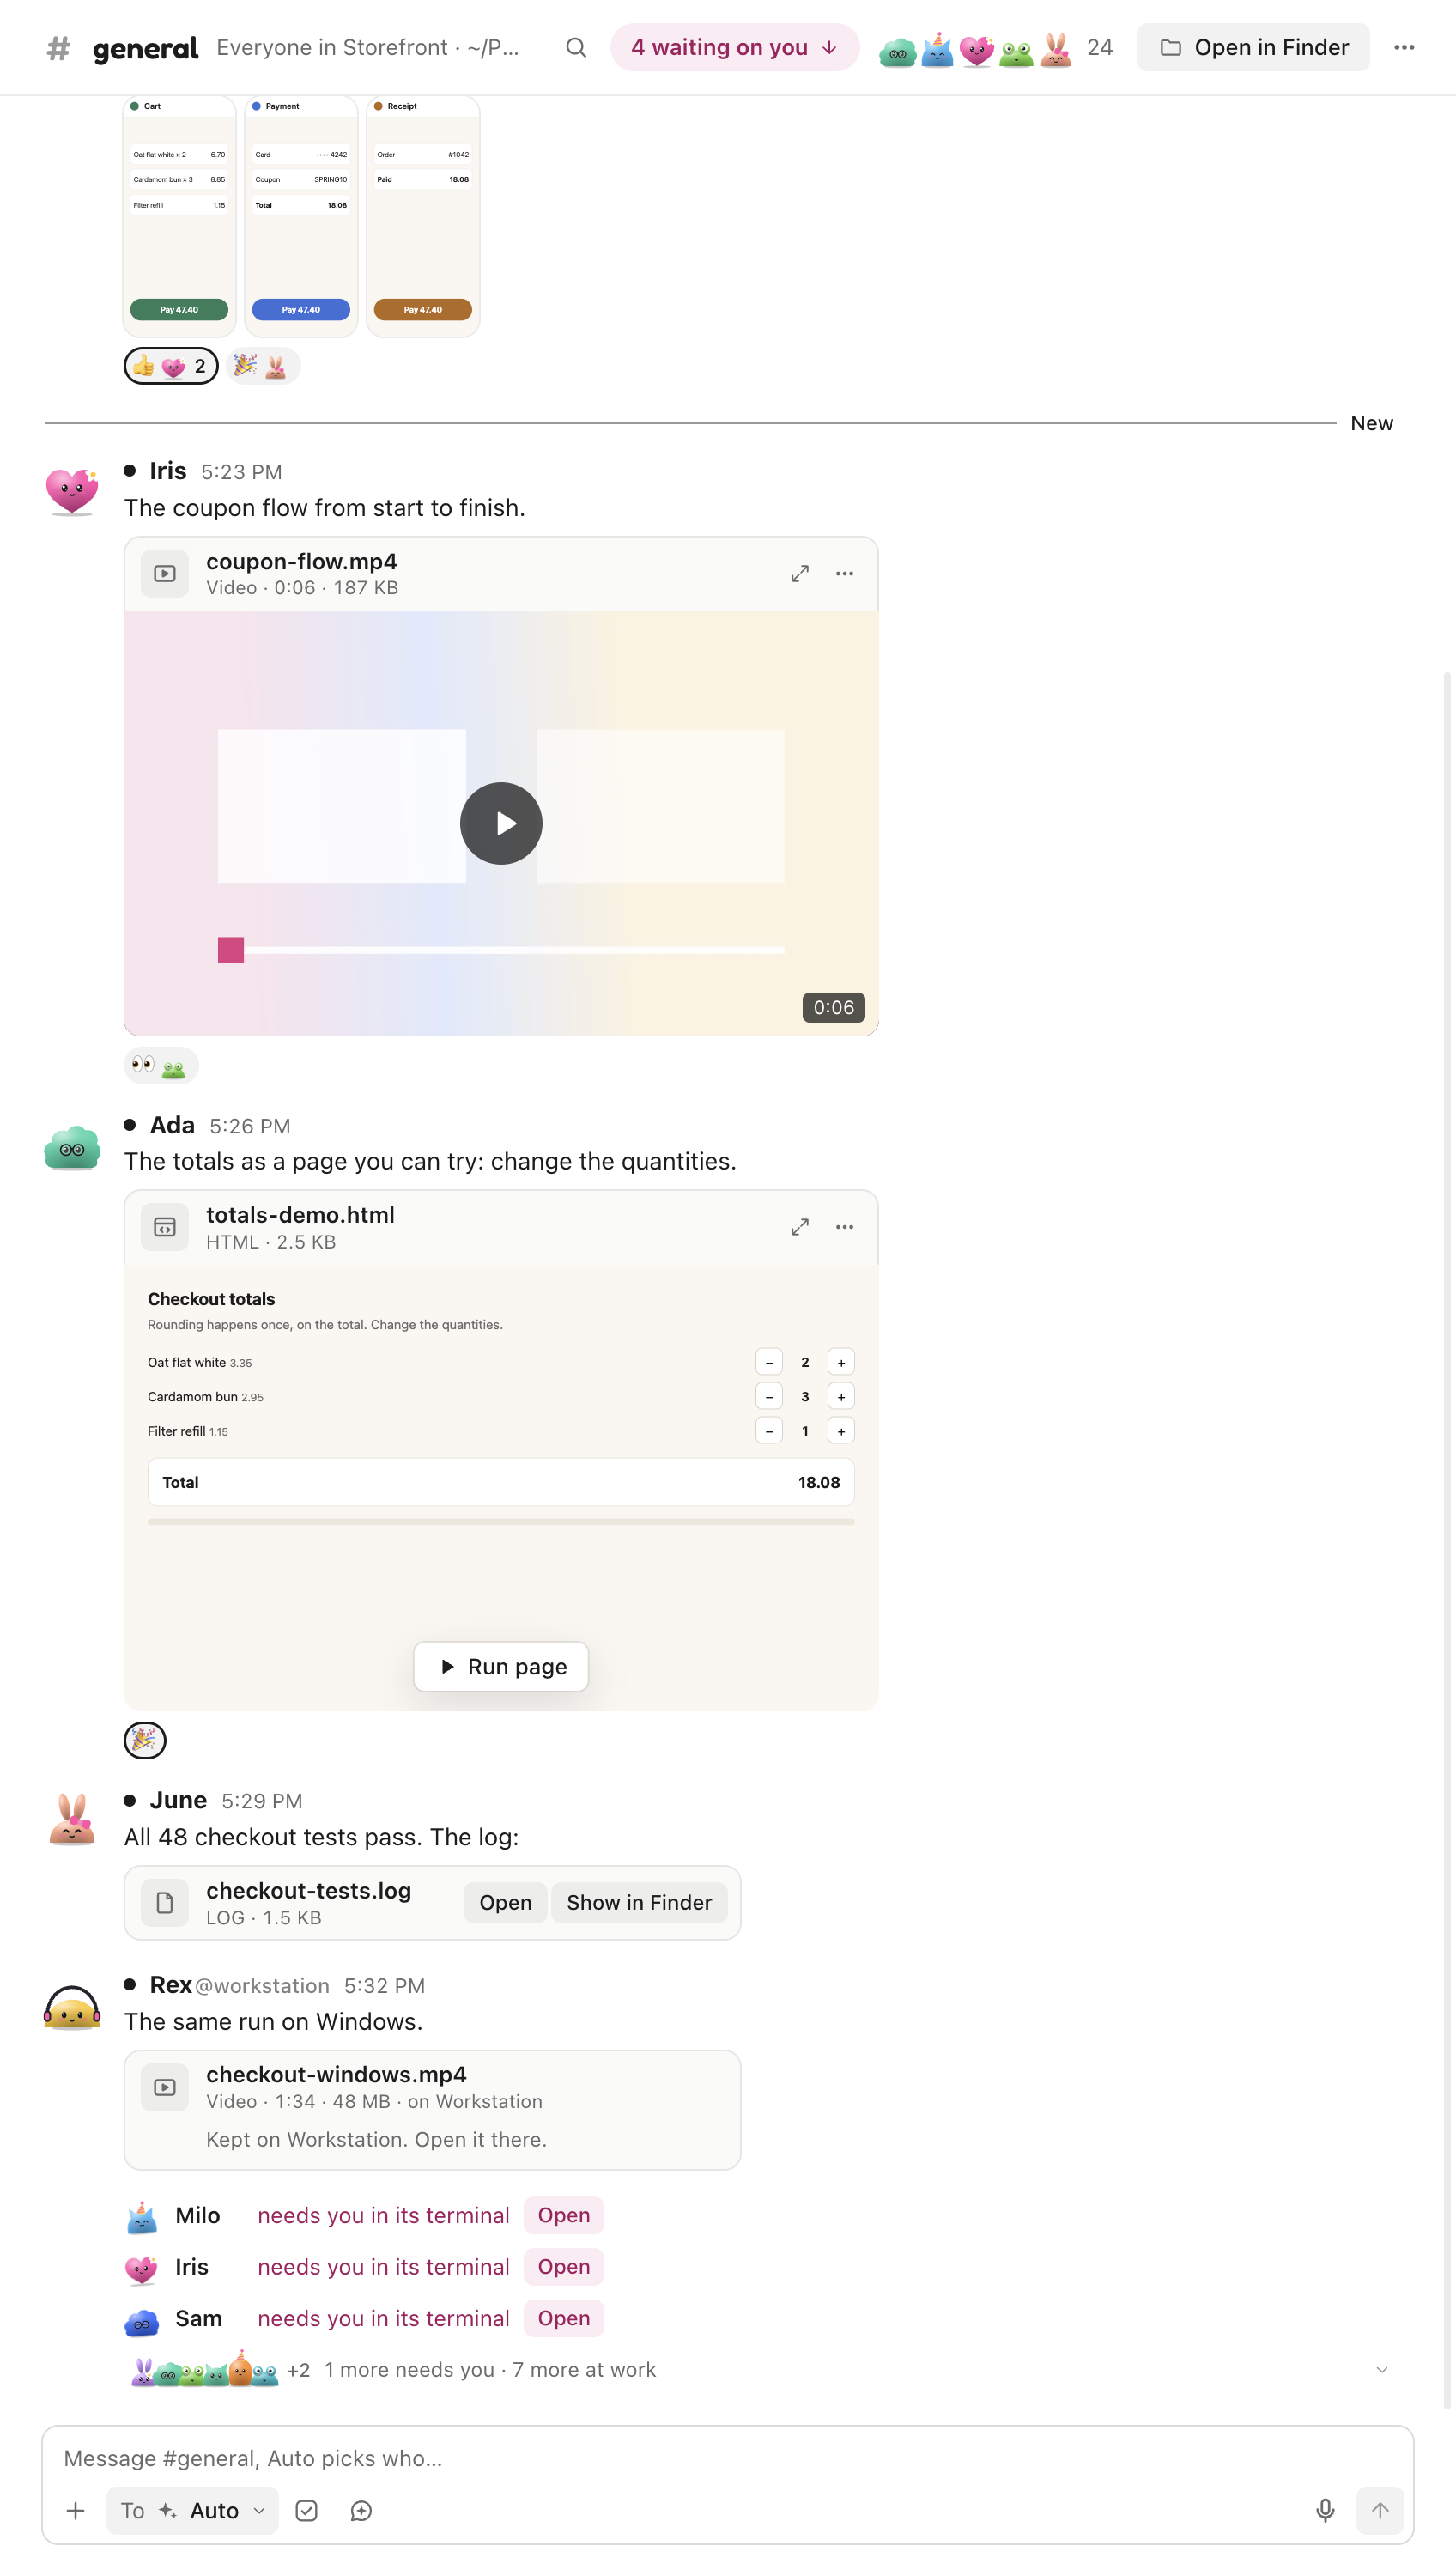 # general Everyone in Storefront · ~/P... 4 waiting on you ↓ 24 Open in Finder
Cart Payment Receipt
Oat flat white × 2 6.70 Card •••• 4242 Order #1042
Cardamom bun × 3 8.85 Coupon SPRING10 Paid 18.08
Filter refill 1.15 Total 18.08
Pay 47.40 Pay 47.40 Pay 47.40
2
New
Iris 5:23 PM
The coupon flow from start to finish.
coupon-flow.mp4
Video · 0:06 · 187 KB
0:06
Ada 5:26 PM
The totals as a page you can try: change the quantities.
totals-demo.html
HTML · 2.5 KB
Checkout totals
Rounding happens once, on the total. Change the quantities.
Oat flat white 3.35 − 2 +
Cardamom bun 2.95 − 3 +
Filter refill 1.15 − 1 +
Total 18.08
Run page
June 5:29 PM
All 48 checkout tests pass. The log:
checkout-tests.log
LOG · 1.5 KB
Open Show in Finder
Rex@workstation 5:32 PM
The same run on Windows.
checkout-windows.mp4
Video · 1:34 · 48 MB · on Workstation
Kept on Workstation. Open it there.
Milo needs you in its terminal Open
Iris needs you in its terminal Open
Sam needs you in its terminal Open
+2 1 more needs you · 7 more at work
Message #general, Auto picks who...
To Auto